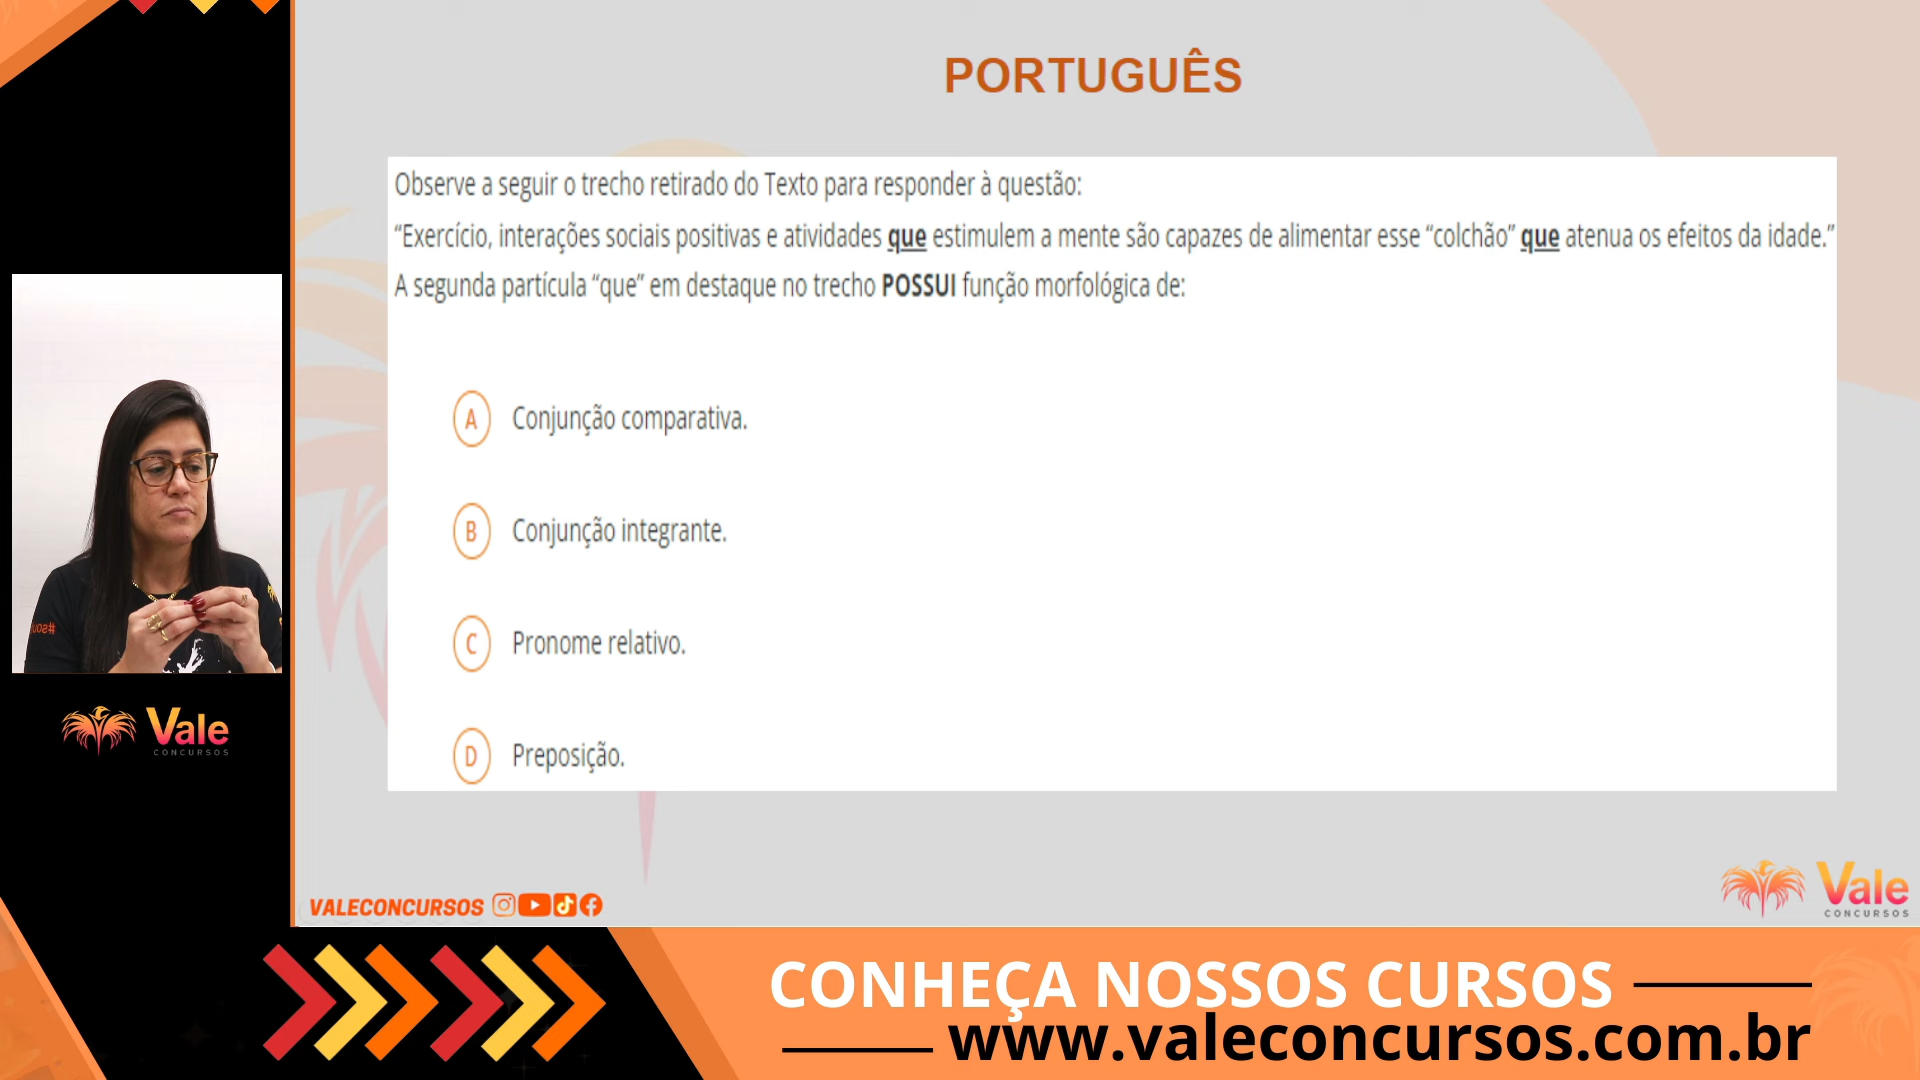 PORTUGUÊS
Observe a seguir o trecho retirado do Texto para responder à questão:
“Exercício, interações sociais positivas e atividades que estimulem a mente são capazes de alimentar esse “colchão” que atenua os efeitos da idade.”
A segunda partícula “que” em destaque no trecho POSSUI função morfológica de:
A Conjunção comparativa.
B Conjunção integrante.
C Pronome relativo.
D Preposição.
Vale
CONCURSOS
VALECONCURSOS
Vale
CONCURSOS
CONHEÇA NOSSOS CURSOS
www.valeconcursos.com.br